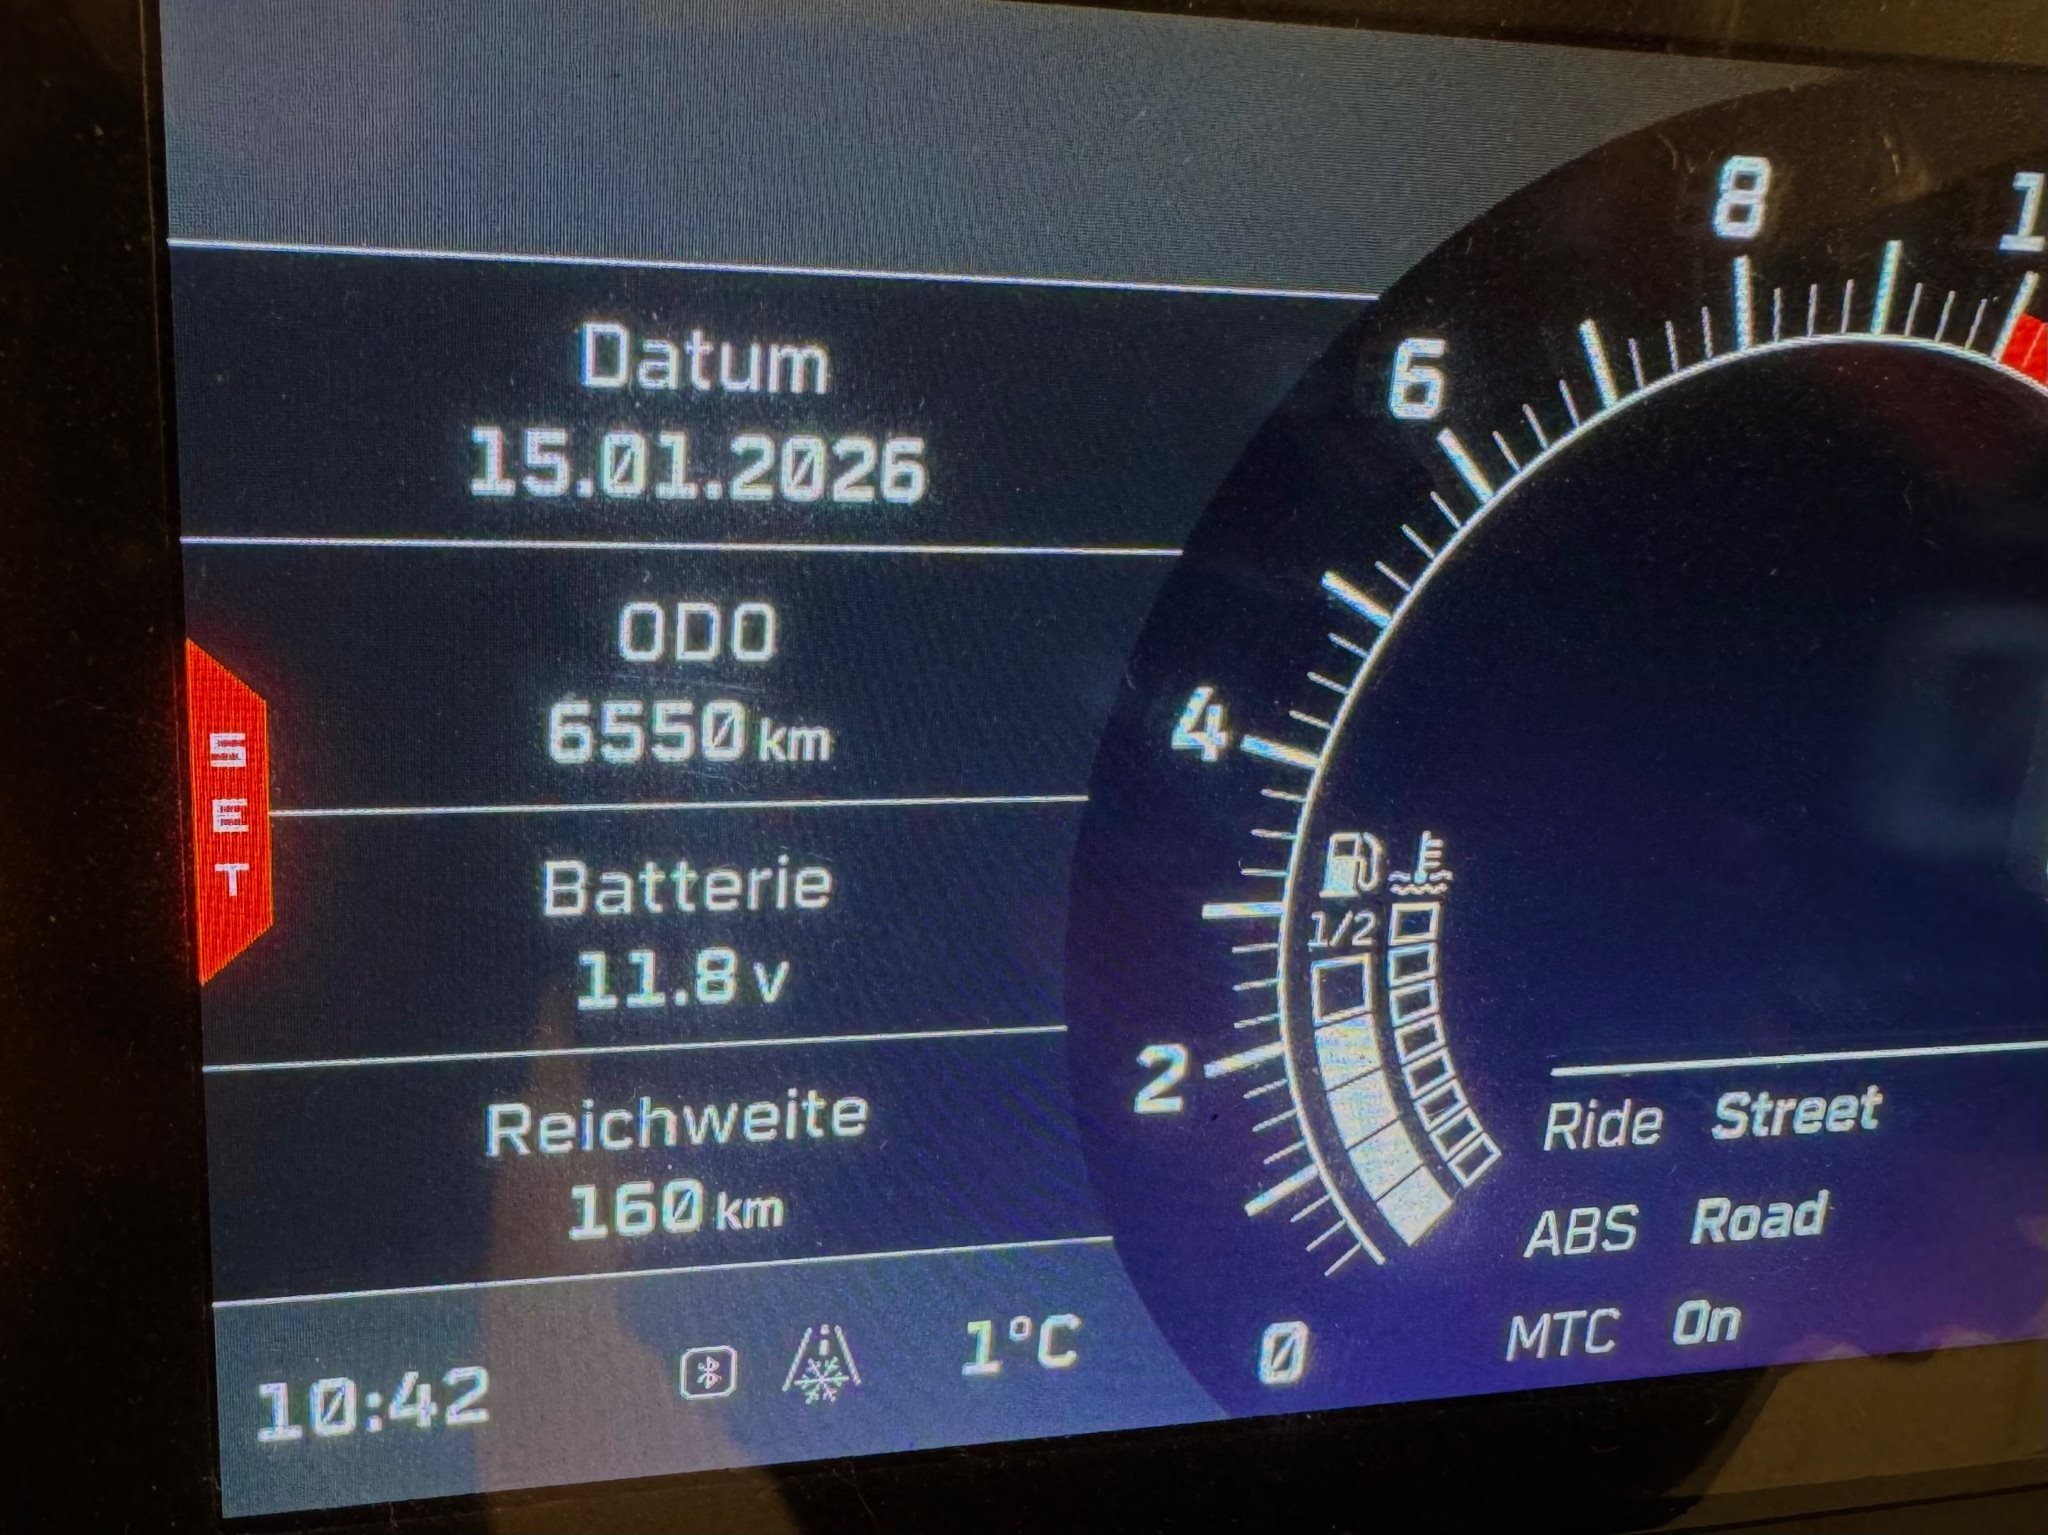 Datum
15.01.2026
ODO
6550 km
SET
Batterie
11.8 V
Reichweite
160 km
10:42
1°C
8
6
4
2
0
1/2
Ride Street
ABS Road
MTC On